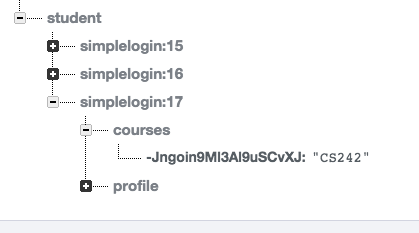 student
simplelogin:15
simplelogin:16
simplelogin:17
courses
-Jngoin9Ml3Al9uSCvXJ: "CS242"
profile